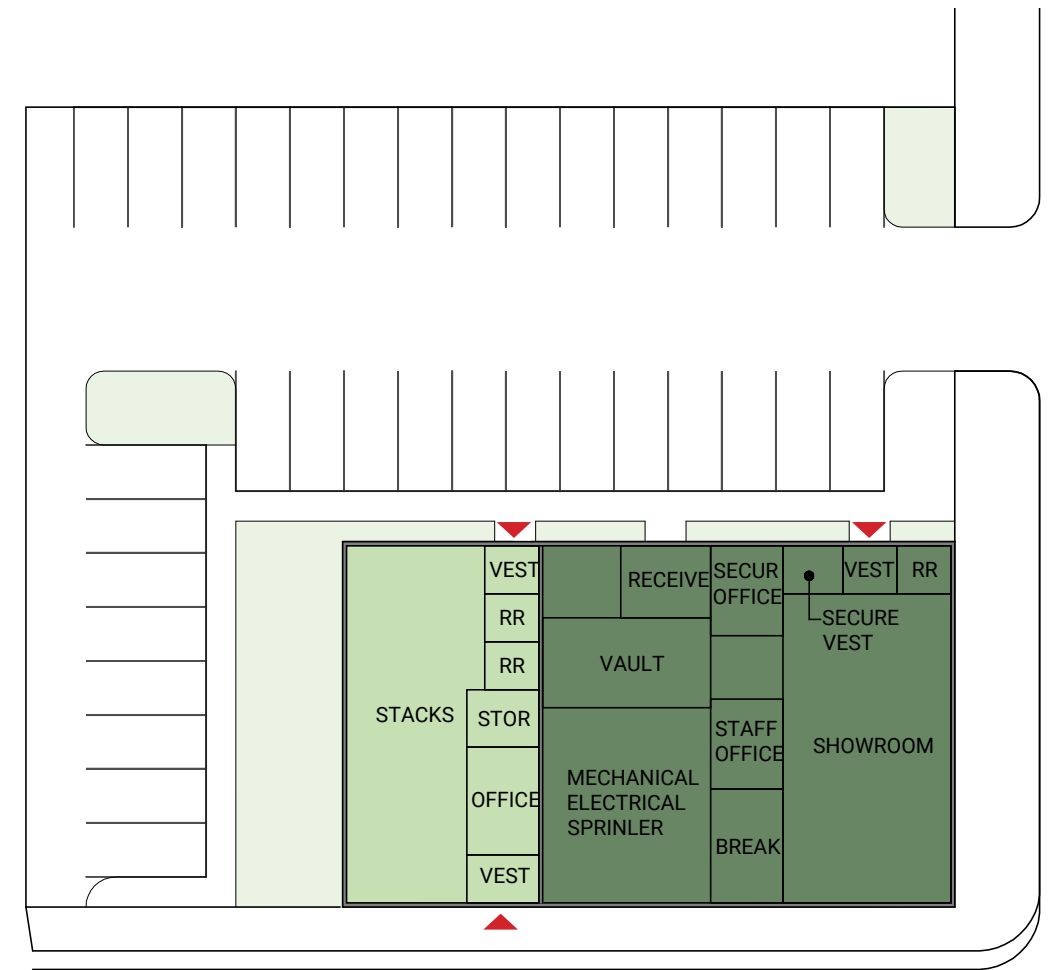 VEST
RR
RR
STACKS
STOR
OFFICE
VEST
RECEIVE
SECUR
OFFICE
VEST
RR
SECURE
VEST
VAULT
STAFF
OFFICE
SHOWROOM
MECHANICAL
ELECTRICAL
SPRINLER
BREAK